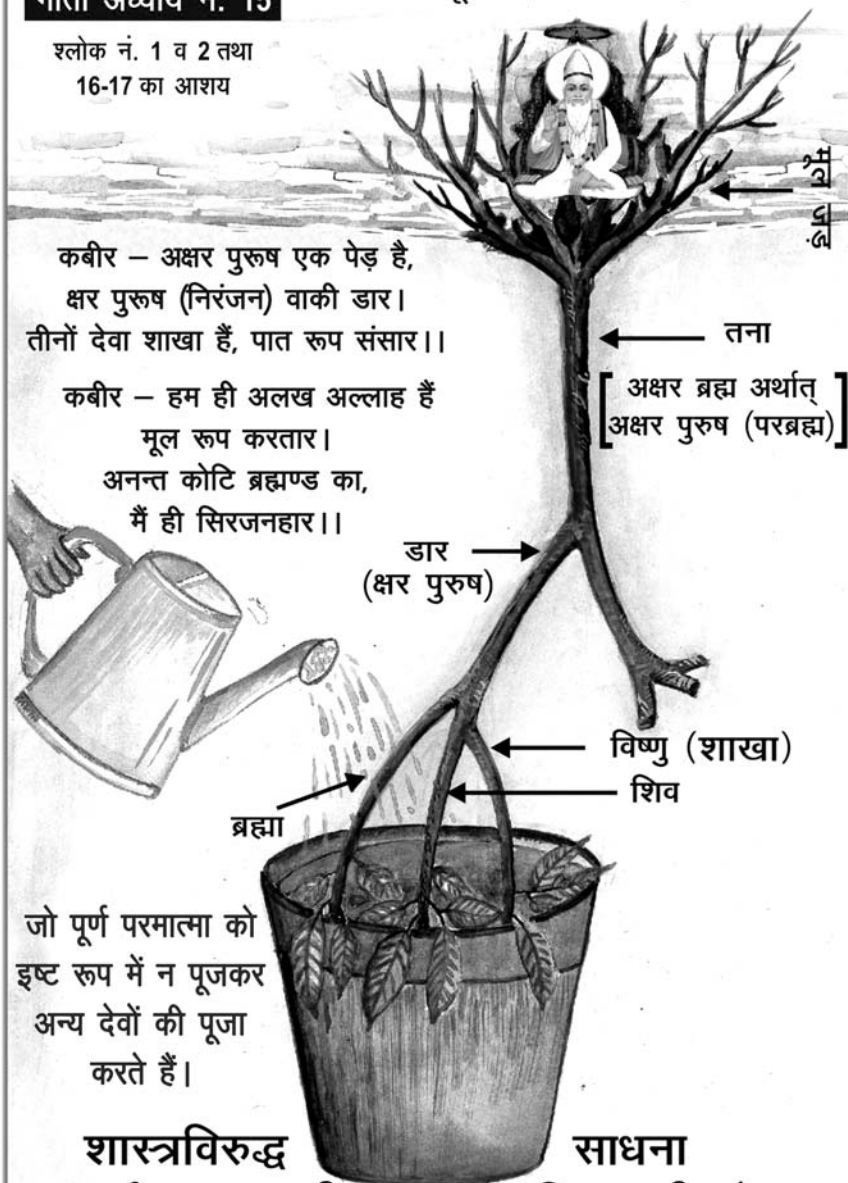 गीता अध्याय नं. 15
श्लोक नं. 1 व 2 तथा
16-17 का आशय
मूल जड़
कबीर – अक्षर पुरूष एक पेड़ है,
क्षर पुरूष (निरंजन) वाकी डार।
तीनों देवा शाखा हैं, पात रूप संसार।।
तना
[अक्षर ब्रह्म अर्थात्
अक्षर पुरुष (परब्रह्म)]
कबीर – हम ही अलख अल्लाह हैं
मूल रूप करतार।
अनन्त कोटि ब्रह्मण्ड का,
मैं ही सिरजनहार।।
डार
(क्षर पुरुष)
विष्णु (शाखा)
शिव
ब्रह्मा
जो पूर्ण परमात्मा को
इष्ट रूप में न पूजकर
अन्य देवों की पूजा
करते हैं।
शास्त्रविरुद्ध साधना